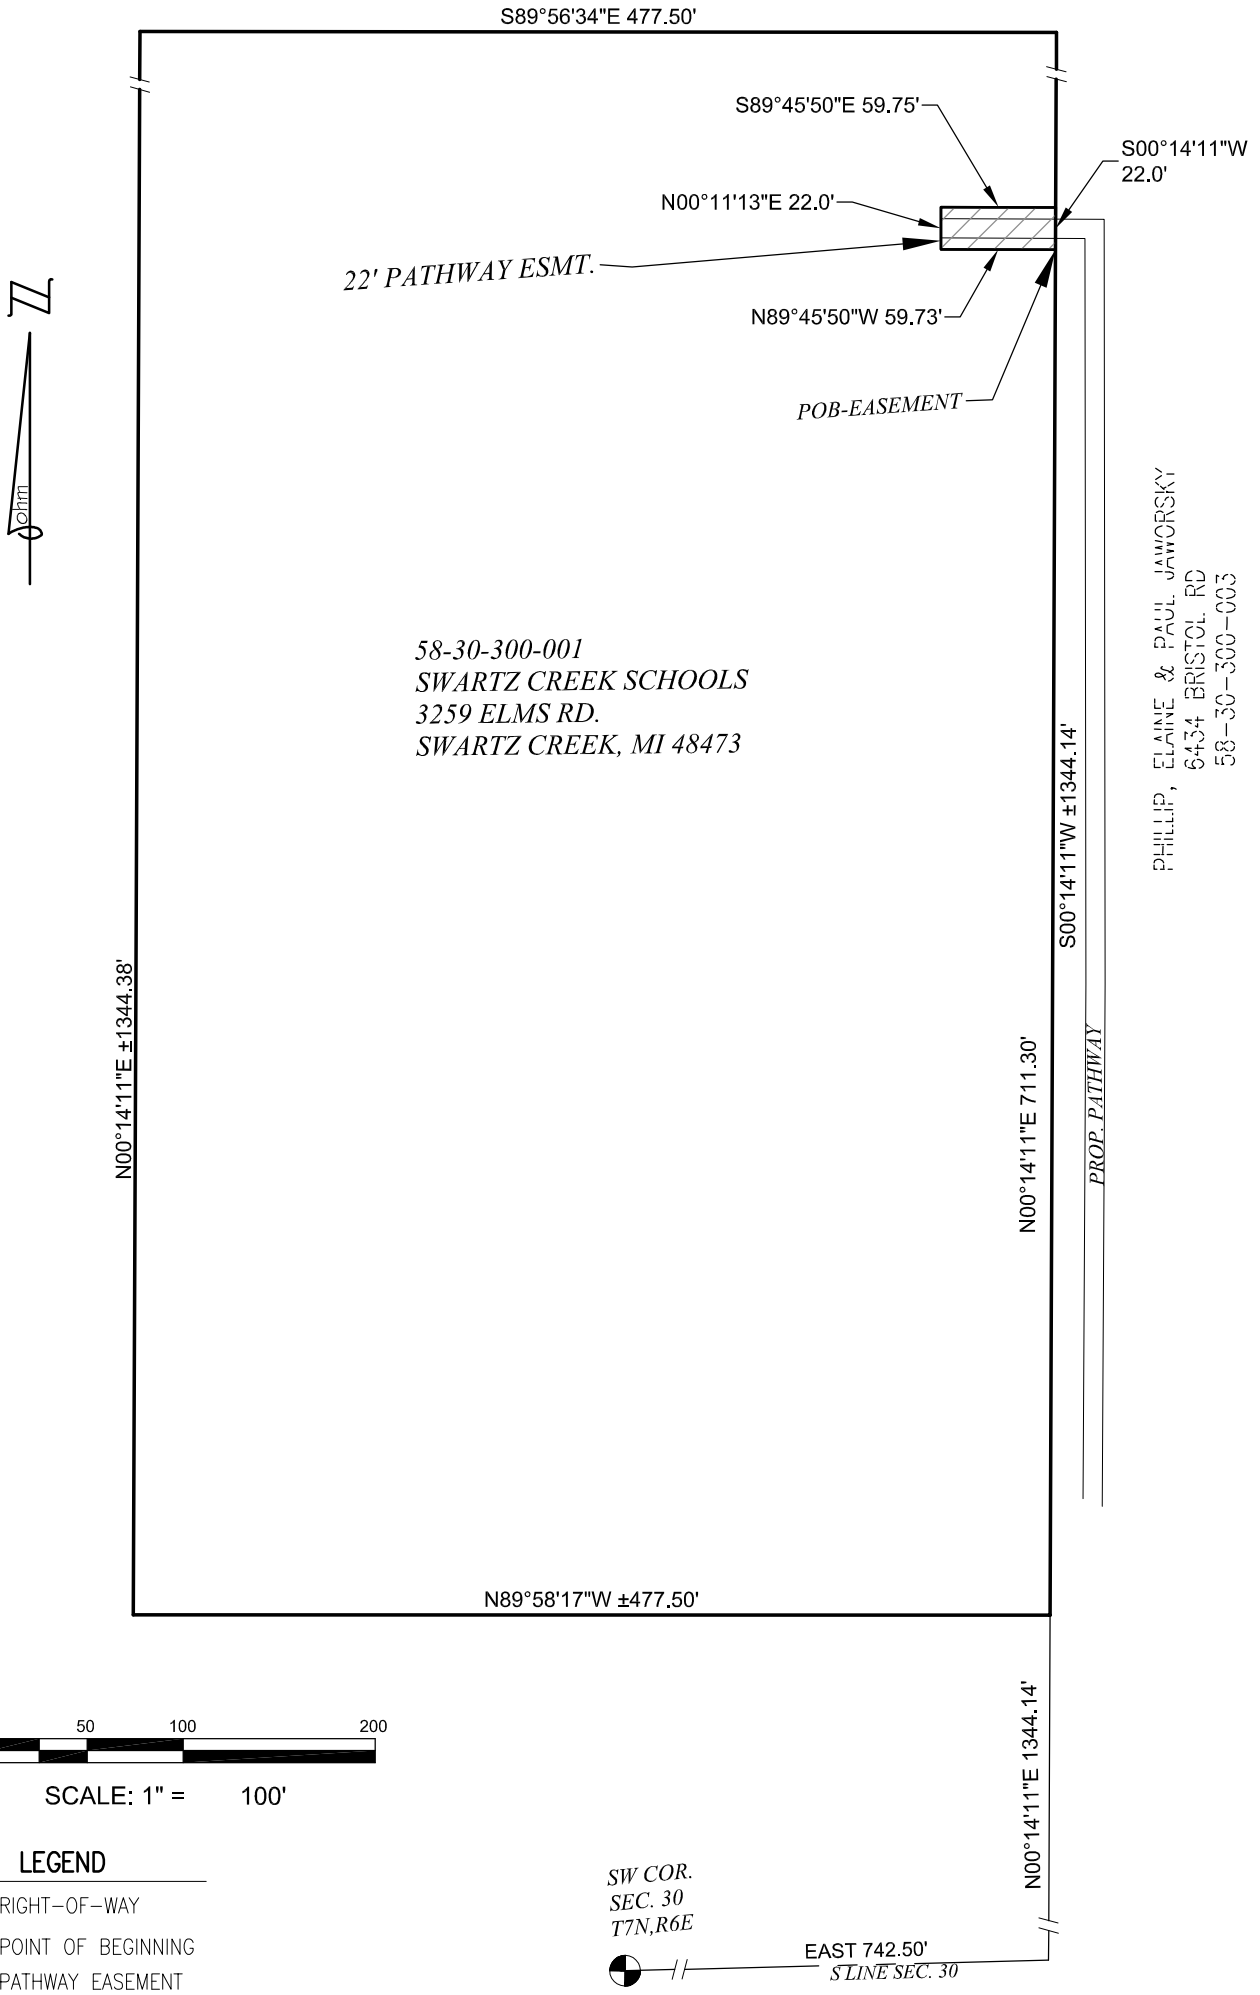 S89°56'34"E 477.50'
S89°45'50"E 59.75'
S00°14'11"W
22.0'
N00°11'13"E 22.0'
22' PATHWAY ESMT.
N89°45'50"W 59.73'
POB-EASEMENT
ohm
Z
58-30-300-001
SWARTZ CREEK SCHOOLS
3259 ELMS RD.
SWARTZ CREEK, MI 48473
PHILLIP, ELAINE & PAUL JAWORSKY
6434 BRISTOL RD
58-30-300-003
S00°14'11"W ±1344.14'
N00°14'11"E ±1344.38'
N00°14'11"E 711.30'
PROP. PATHWAY
N89°58'17"W ±477.50'
50 100 200
SCALE: 1" = 100'
N00°14'11"E 1344.14'
LEGEND
RIGHT-OF-WAY
POINT OF BEGINNING
PATHWAY EASEMENT
SW COR.
SEC. 30
T7N,R6E
EAST 742.50'
S LINE SEC. 30